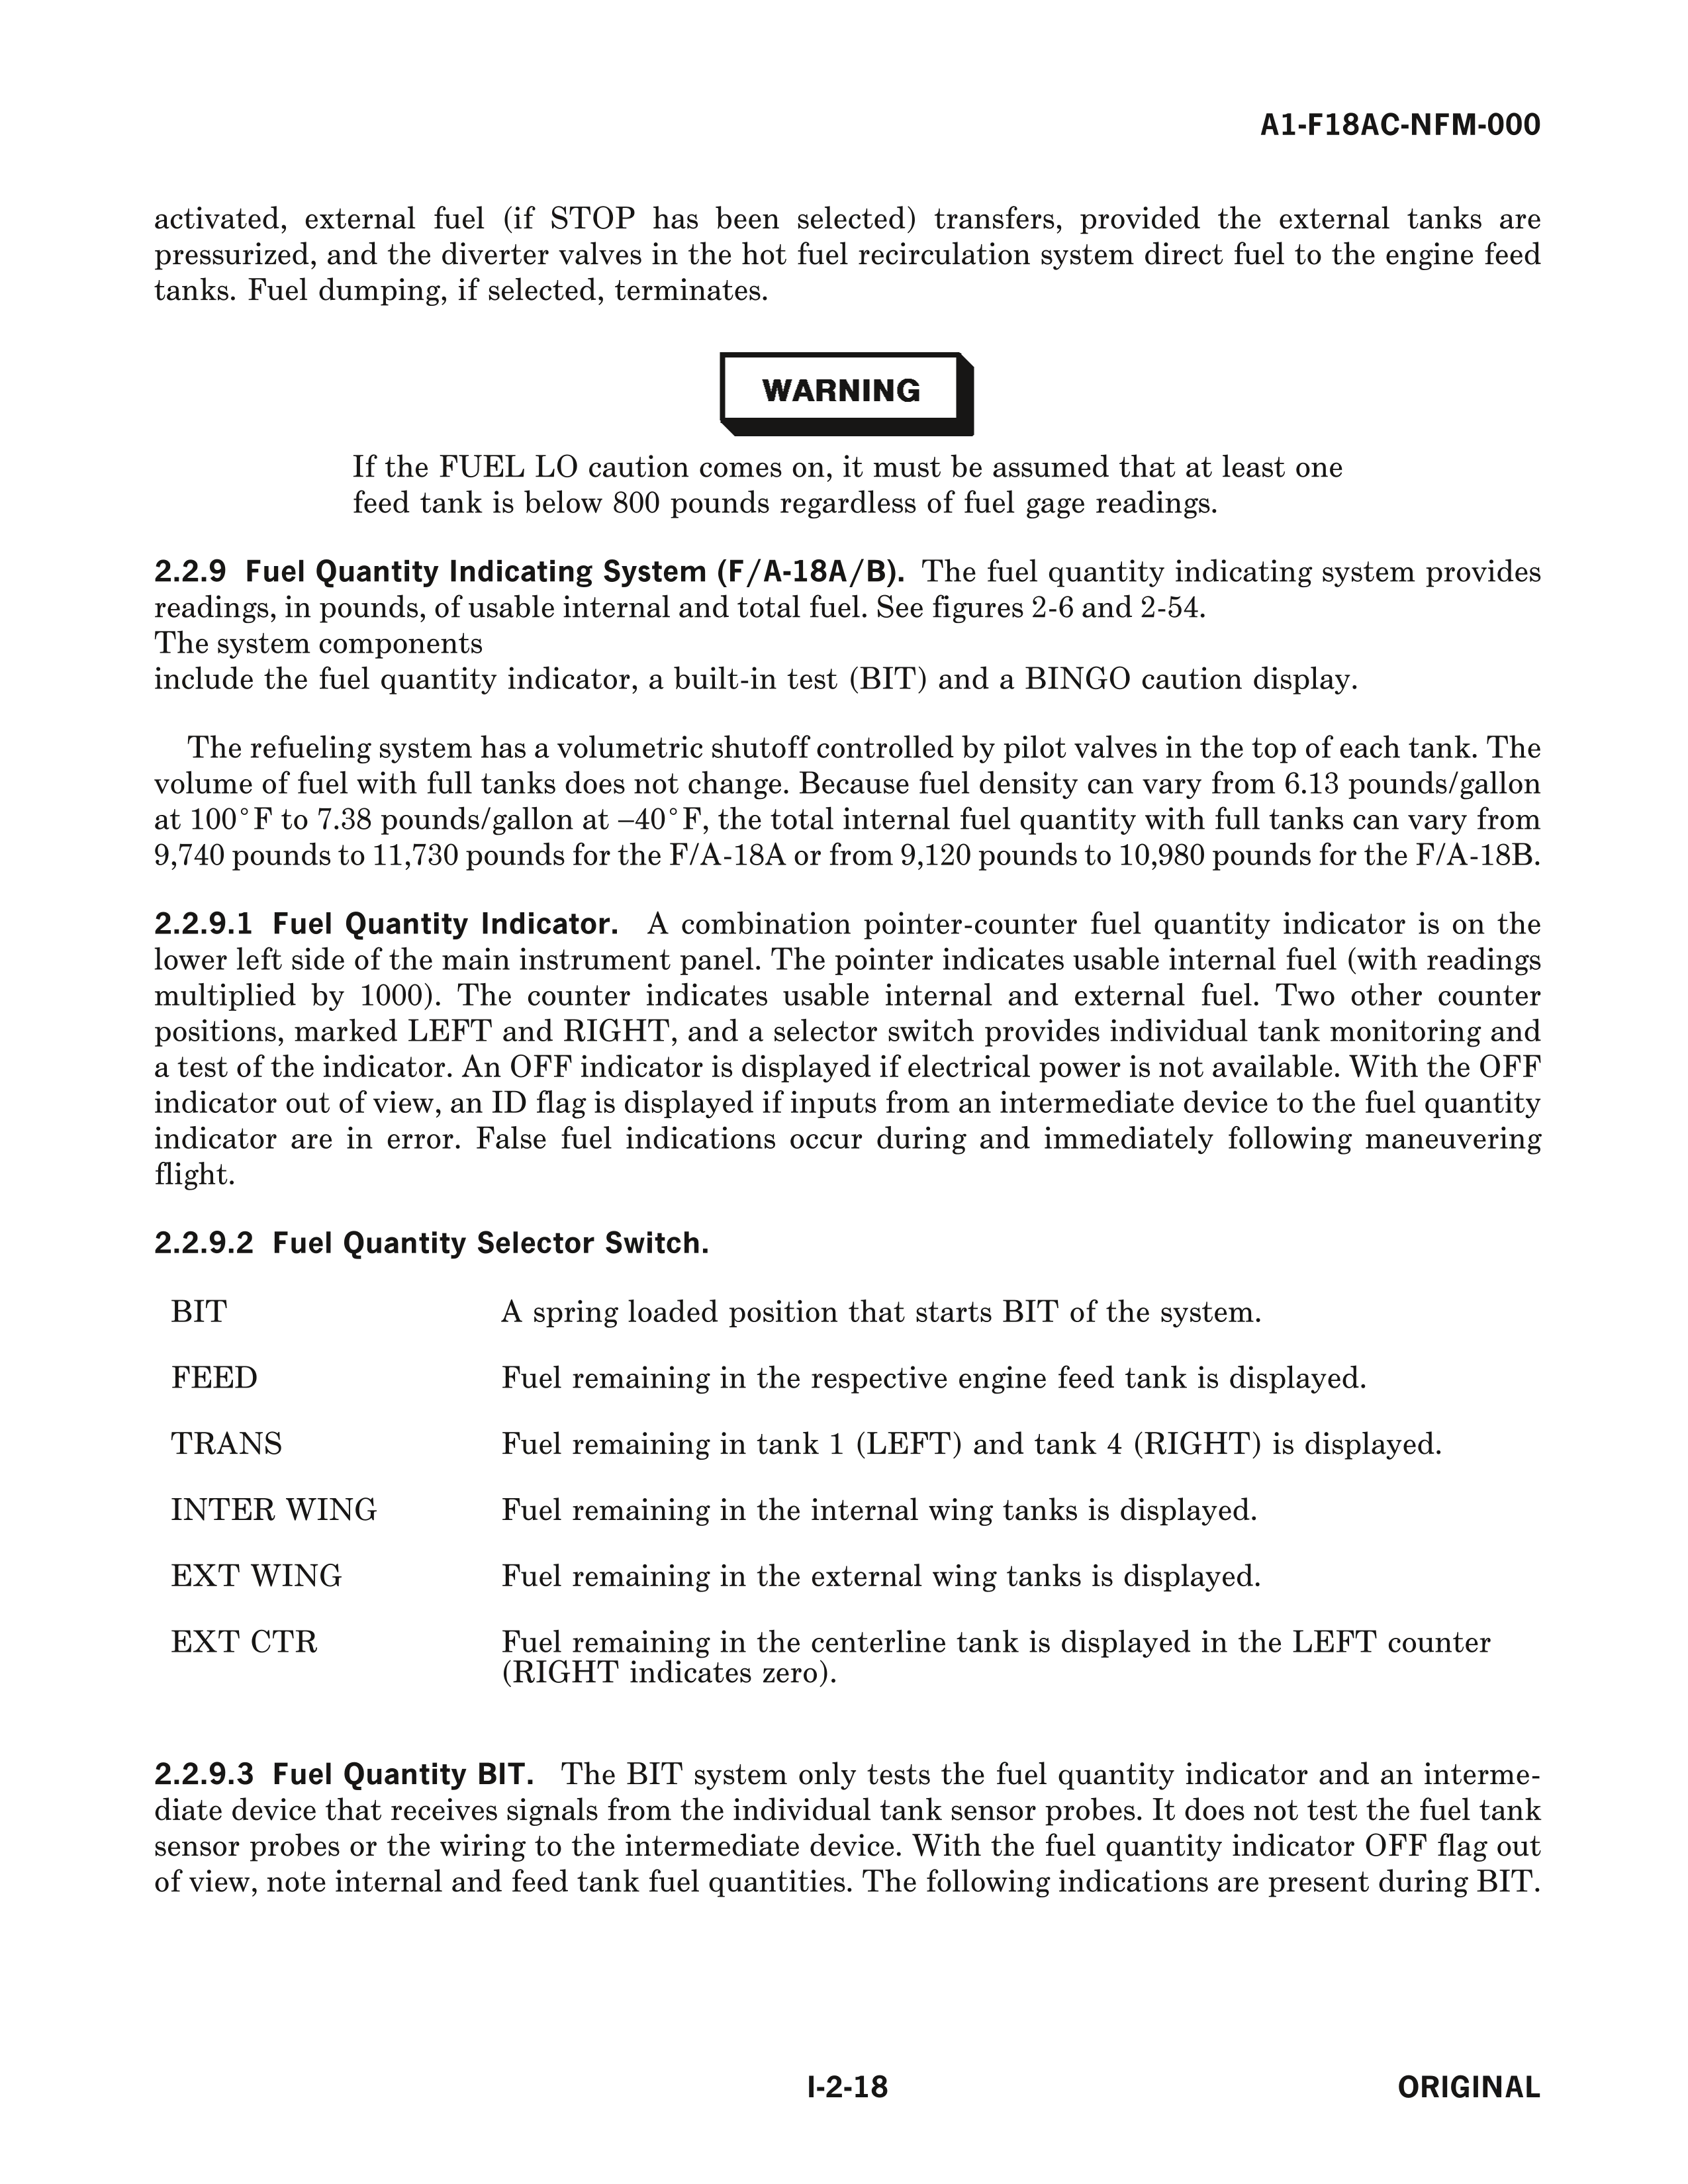 A1-F18AC-NFM-000
activated, external fuel (if STOP has been selected) transfers, provided the external tanks are
pressurized, and the diverter valves in the hot fuel recirculation system direct fuel to the engine feed
tanks. Fuel dumping, if selected, terminates.
WARNING
If the FUEL LO caution comes on, it must be assumed that at least one
feed tank is below 800 pounds regardless of fuel gage readings.
2.2.9 Fuel Quantity Indicating System (F/A-18A/B). The fuel quantity indicating system provides
readings, in pounds, of usable internal and total fuel. See figures 2-6 and 2-54.
The system components
include the fuel quantity indicator, a built-in test (BIT) and a BINGO caution display.
The refueling system has a volumetric shutoff controlled by pilot valves in the top of each tank. The
volume of fuel with full tanks does not change. Because fuel density can vary from 6.13 pounds/gallon
at 100°F to 7.38 pounds/gallon at –40°F, the total internal fuel quantity with full tanks can vary from
9,740 pounds to 11,730 pounds for the F/A-18A or from 9,120 pounds to 10,980 pounds for the F/A-18B.
2.2.9.1 Fuel Quantity Indicator. A combination pointer-counter fuel quantity indicator is on the
lower left side of the main instrument panel. The pointer indicates usable internal fuel (with readings
multiplied by 1000). The counter indicates usable internal and external fuel. Two other counter
positions, marked LEFT and RIGHT, and a selector switch provides individual tank monitoring and
a test of the indicator. An OFF indicator is displayed if electrical power is not available. With the OFF
indicator out of view, an ID flag is displayed if inputs from an intermediate device to the fuel quantity
indicator are in error. False fuel indications occur during and immediately following maneuvering
flight.
2.2.9.2 Fuel Quantity Selector Switch.
BIT A spring loaded position that starts BIT of the system.
FEED Fuel remaining in the respective engine feed tank is displayed.
TRANS Fuel remaining in tank 1 (LEFT) and tank 4 (RIGHT) is displayed.
INTER WING Fuel remaining in the internal wing tanks is displayed.
EXT WING Fuel remaining in the external wing tanks is displayed.
EXT CTR Fuel remaining in the centerline tank is displayed in the LEFT counter
(RIGHT indicates zero).
2.2.9.3 Fuel Quantity BIT. The BIT system only tests the fuel quantity indicator and an interme-
diate device that receives signals from the individual tank sensor probes. It does not test the fuel tank
sensor probes or the wiring to the intermediate device. With the fuel quantity indicator OFF flag out
of view, note internal and feed tank fuel quantities. The following indications are present during BIT.
I-2-18 ORIGINAL